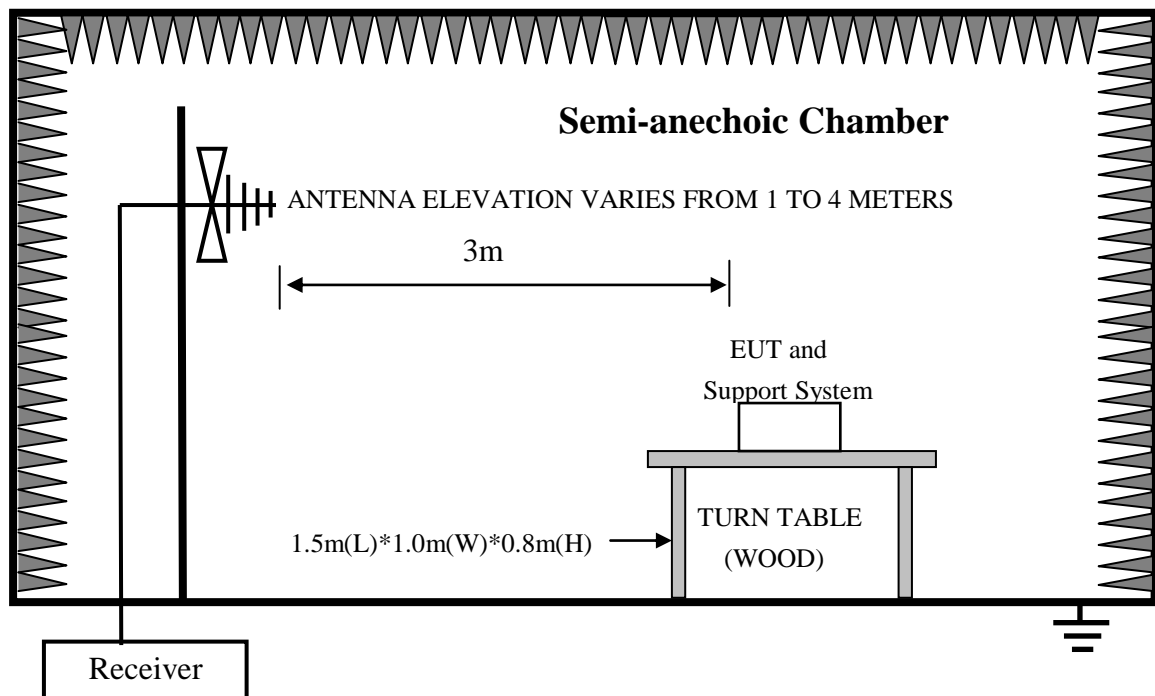 Semi-anechoic Chamber
ANTENNA ELEVATION VARIES FROM 1 TO 4 METERS
3m
EUT and
Support System
TURN TABLE
(WOOD)
1.5m(L)*1.0m(W)*0.8m(H)
Receiver